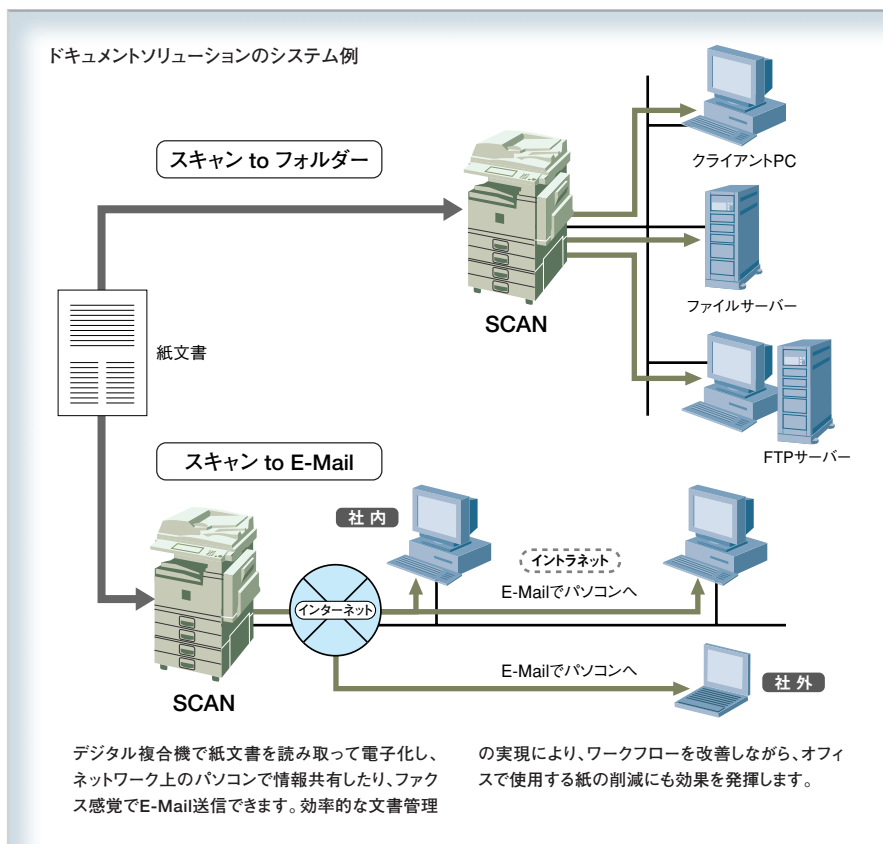 ドキュメントソリューションのシステム例
スキャン to フォルダー
クライアントPC
ファイルサーバー
SCAN
紙文書
FTPサーバー
スキャン to E-Mail
社内
イントラネット
E-Mailでパソコンへ
インターネット
E-Mailでパソコンへ
社外
SCAN
デジタル複合機で紙文書を読み取って電子化し、
ネットワーク上のパソコンで情報共有したり、ファク
ス感覚でE-Mail送信できます。効率的な文書管理
の実現により、ワークフローを改善しながら、オフィ
スで使用する紙の削減にも効果を発揮します。